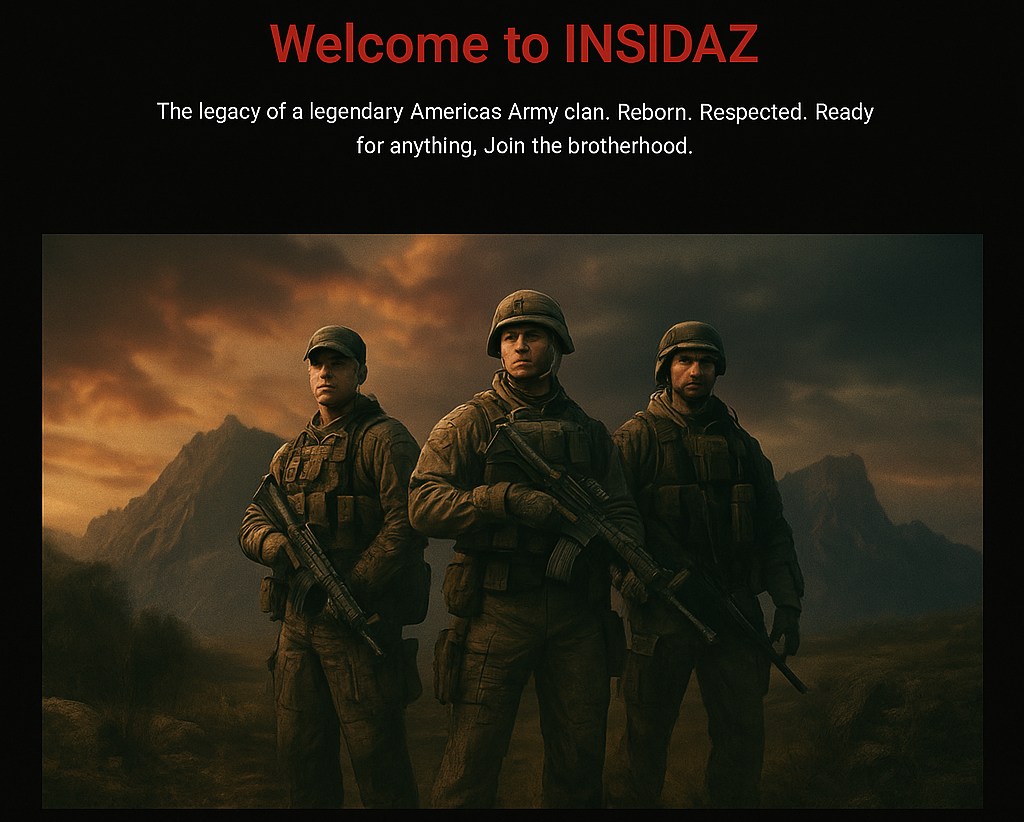 Welcome to INSIDAZ
The legacy of a legendary Americas Army clan. Reborn. Respected. Ready
for anything, Join the brotherhood.